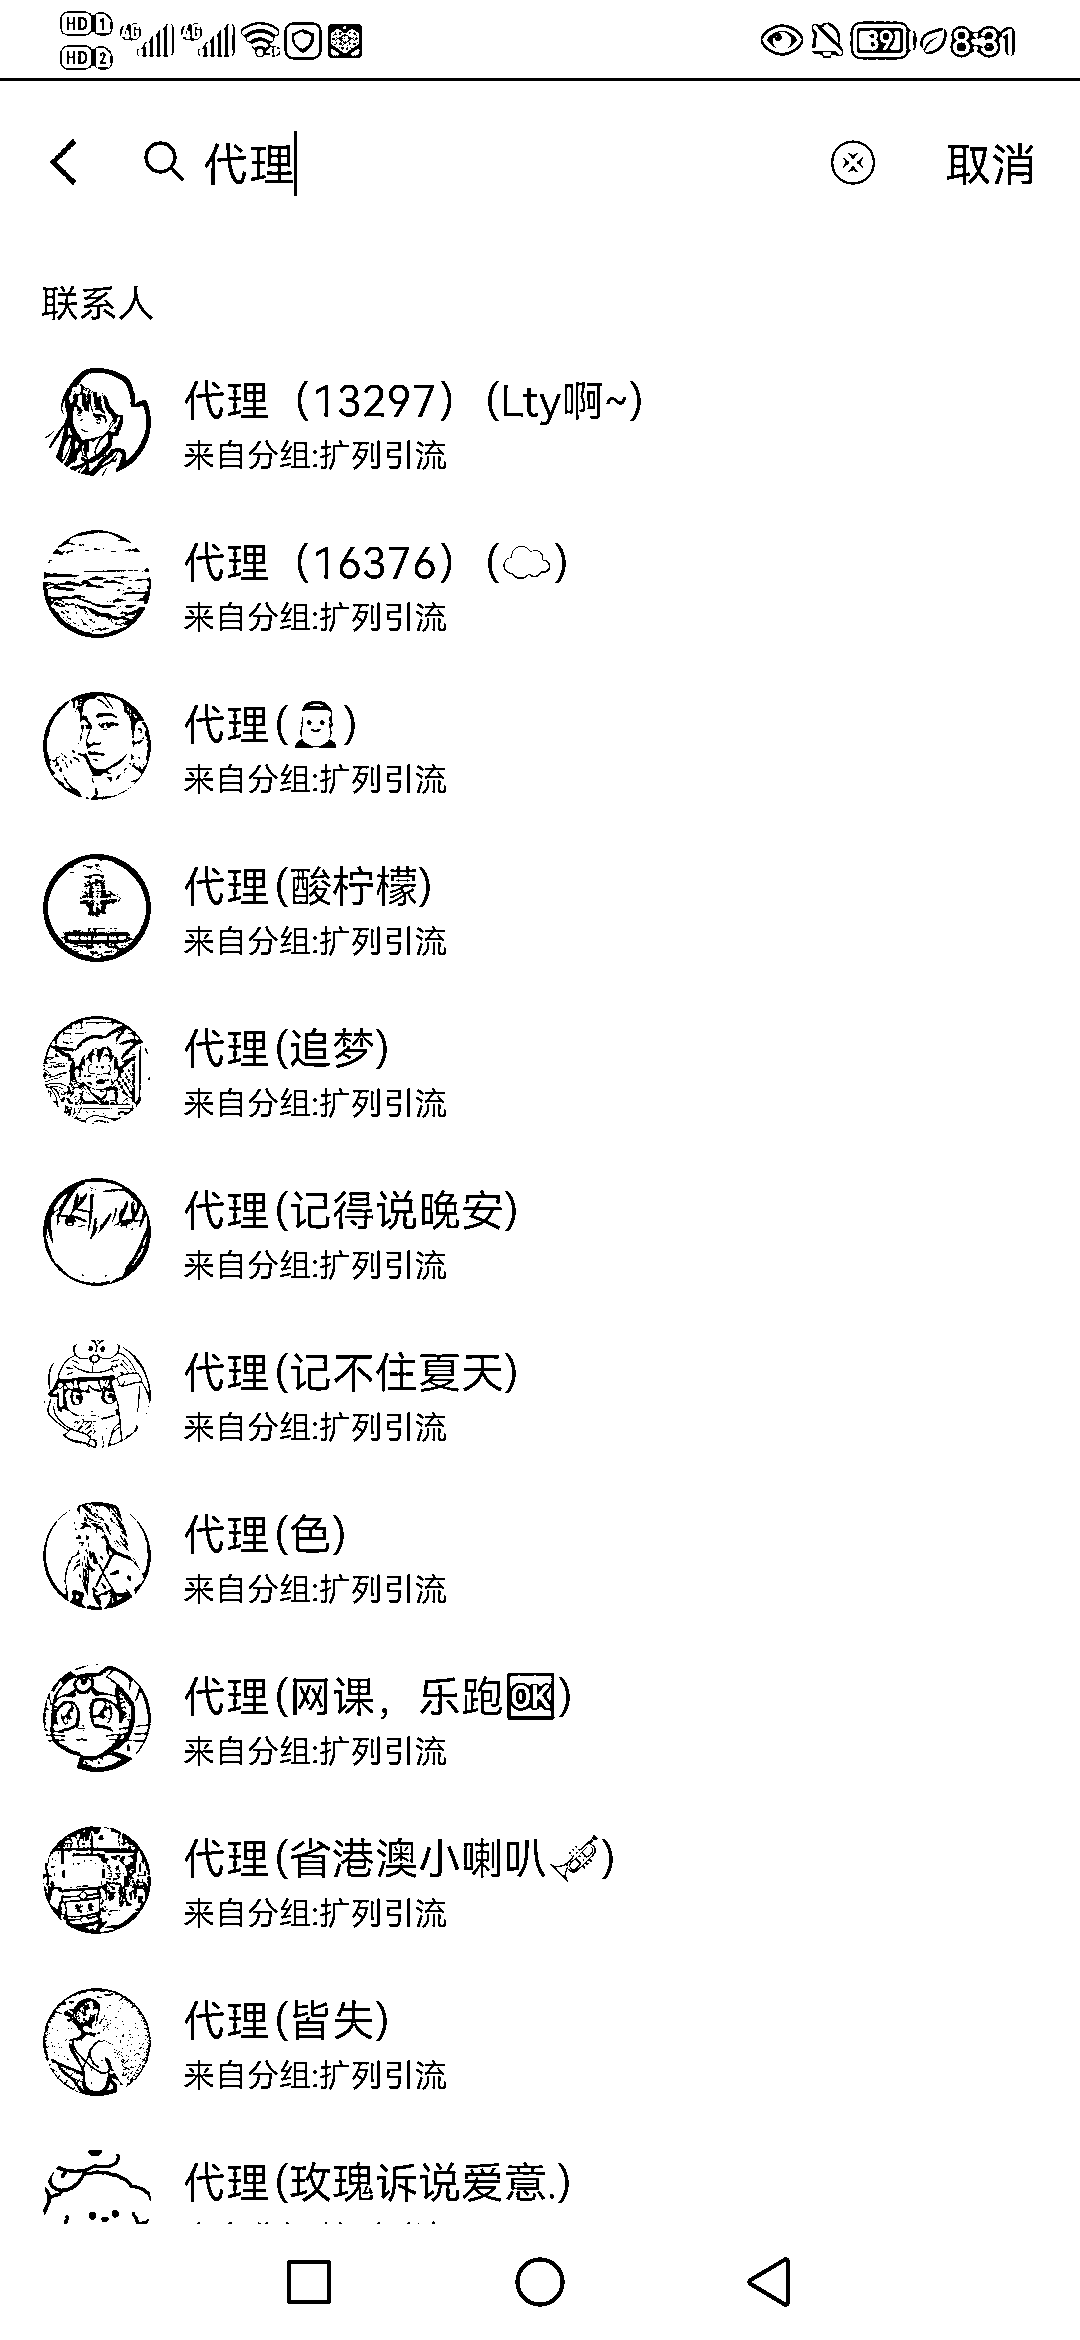 HD 1 4G 4G 39 8:31
HD 2
代理 取消
联系人
代理（13297）(Lty啊~)
来自分组:扩列引流
代理（16376）(☁)
来自分组:扩列引流
代理()
来自分组:扩列引流
代理(酸柠檬)
来自分组:扩列引流
代理(追梦)
来自分组:扩列引流
代理(记得说晚安)
来自分组:扩列引流
代理(记不住夏天)
来自分组:扩列引流
代理(色)
来自分组:扩列引流
代理(网课，乐跑🆗)
来自分组:扩列引流
代理(省港澳小喇叭🎺)
来自分组:扩列引流
代理(皆失)
来自分组:扩列引流
代理(玫瑰诉说爱意.)